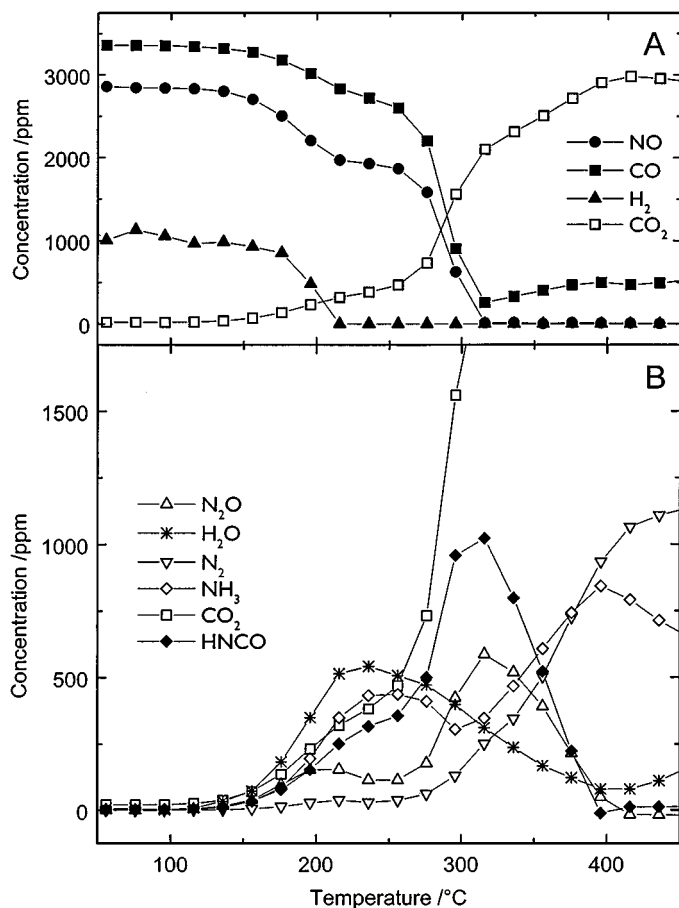 A
Concentration /ppm
3000
2000
1000
0
NO
CO
H₂
CO₂
B
Concentration /ppm
1500
1000
500
0
N₂O
H₂O
N₂
NH₃
CO₂
HNCO
100
200
300
400
Temperature /°C